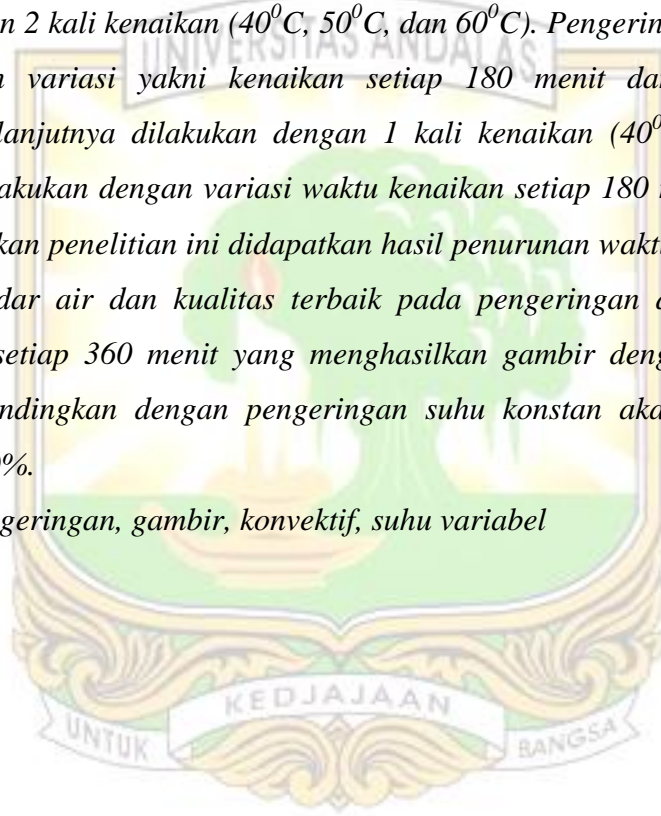 n 2 kali kenaikan (40⁰C, 50⁰C, dan 60⁰C). Pengerin
UNIVERSITAS ANDALAS
variasi yakni kenaikan setiap 180 menit da
lanjutnya dilakukan dengan 1 kali kenaikan (40⁰
akukan dengan variasi waktu kenaikan setiap 180
kan penelitian ini didapatkan hasil penurunan wakt
dar air dan kualitas terbaik pada pengeringan
setiap 360 menit yang menghasilkan gambir deng
ndingkan dengan pengeringan suhu konstan aka
%.
geringan, gambir, konvektif, suhu variabel
KEDJAJAAN
UNTUK BANGSA